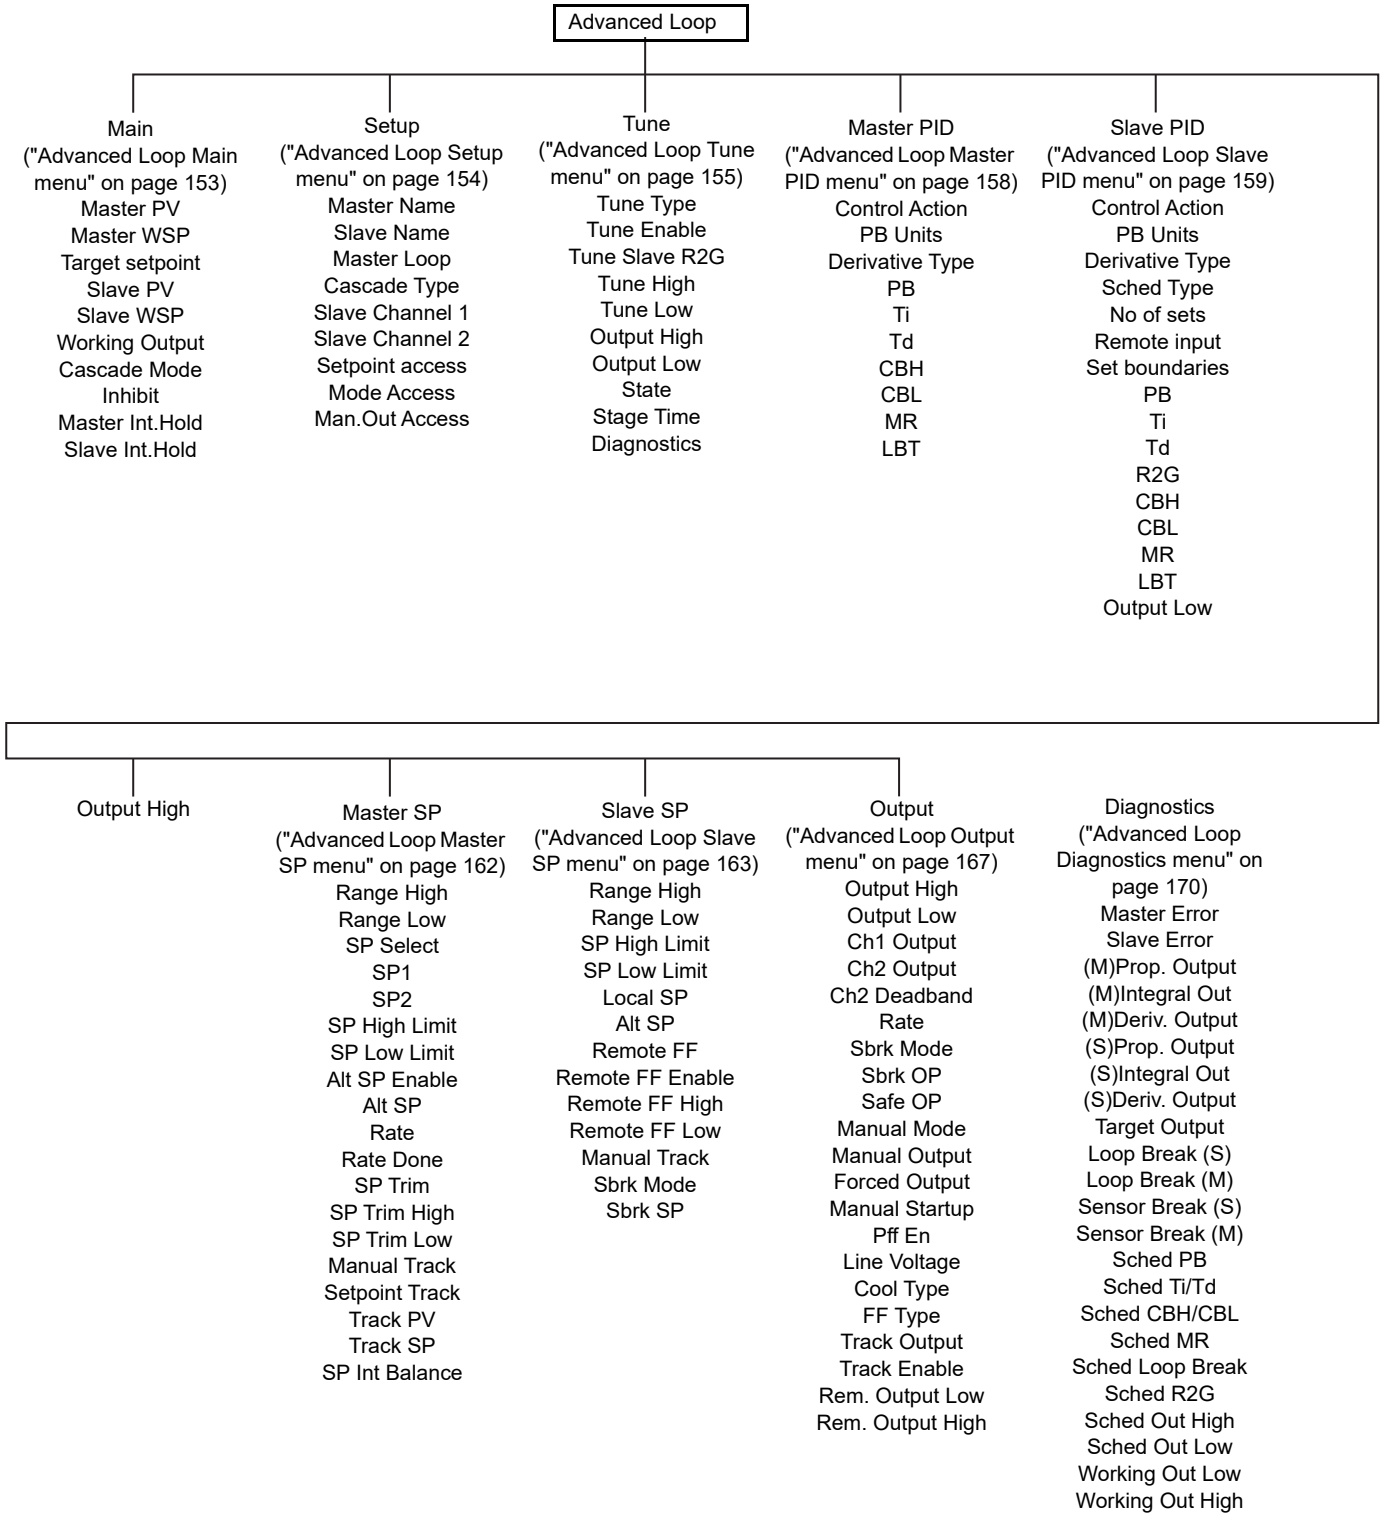 Advanced Loop
Main
("Advanced Loop Main
menu" on page 153)
Master PV
Master WSP
Target setpoint
Slave PV
Slave WSP
Working Output
Cascade Mode
Inhibit
Master Int.Hold
Slave Int.Hold
Setup
("Advanced Loop Setup
menu" on page 154)
Master Name
Slave Name
Master Loop
Cascade Type
Slave Channel 1
Slave Channel 2
Setpoint access
Mode Access
Man.Out Access
Tune
("Advanced Loop Tune
menu" on page 155)
Tune Type
Tune Enable
Tune Slave R2G
Tune High
Tune Low
Output High
Output Low
State
Stage Time
Diagnostics
Master PID
("Advanced Loop Master
PID menu" on page 158)
Control Action
PB Units
Derivative Type
PB
Ti
Td
CBH
CBL
MR
LBT
Slave PID
("Advanced Loop Slave
PID menu" on page 159)
Control Action
PB Units
Derivative Type
Sched Type
No of sets
Remote input
Set boundaries
PB
Ti
Td
R2G
CBH
CBL
MR
LBT
Output Low
Output High
Master SP
("Advanced Loop Master
SP menu" on page 162)
Range High
Range Low
SP Select
SP1
SP2
SP High Limit
SP Low Limit
Alt SP Enable
Alt SP
Rate
Rate Done
SP Trim
SP Trim High
SP Trim Low
Manual Track
Setpoint Track
Track PV
Track SP
SP Int Balance
Slave SP
("Advanced Loop Slave
SP menu" on page 163)
Range High
Range Low
SP High Limit
SP Low Limit
Local SP
Alt SP
Remote FF
Remote FF Enable
Remote FF High
Remote FF Low
Manual Track
Sbrk Mode
Sbrk SP
Output
("Advanced Loop Output
menu" on page 167)
Output High
Output Low
Ch1 Output
Ch2 Output
Ch2 Deadband
Rate
Sbrk Mode
Sbrk OP
Safe OP
Manual Mode
Manual Output
Forced Output
Manual Startup
Pff En
Line Voltage
Cool Type
FF Type
Track Output
Track Enable
Rem. Output Low
Rem. Output High
Diagnostics
("Advanced Loop
Diagnostics menu" on
page 170)
Master Error
Slave Error
(M)Prop. Output
(M)Integral Out
(M)Deriv. Output
(S)Prop. Output
(S)Integral Out
(S)Deriv. Output
Target Output
Loop Break (S)
Loop Break (M)
Sensor Break (S)
Sensor Break (M)
Sched PB
Sched Ti/Td
Sched CBH/CBL
Sched MR
Sched Loop Break
Sched R2G
Sched Out High
Sched Out Low
Working Out Low
Working Out High